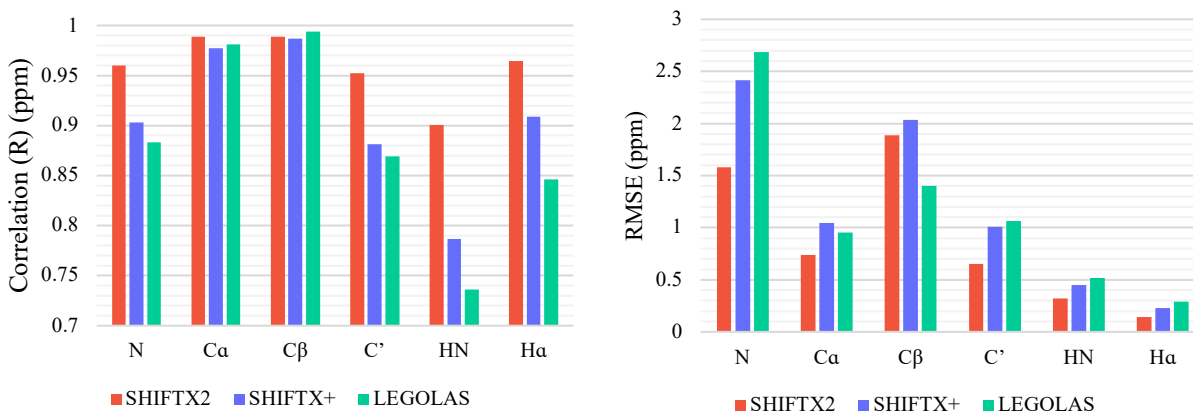 Correlation (R) (ppm)
1
0.95
0.9
0.85
0.8
0.75
0.7
N Cα Cβ C’ HN Hα
SHIFTX2 SHIFTX+ LEGOLAS
RMSE (ppm)
3
2.5
2
1.5
1
0.5
0
N Cα Cβ C’ HN Hα
SHIFTX2 SHIFTX+ LEGOLAS